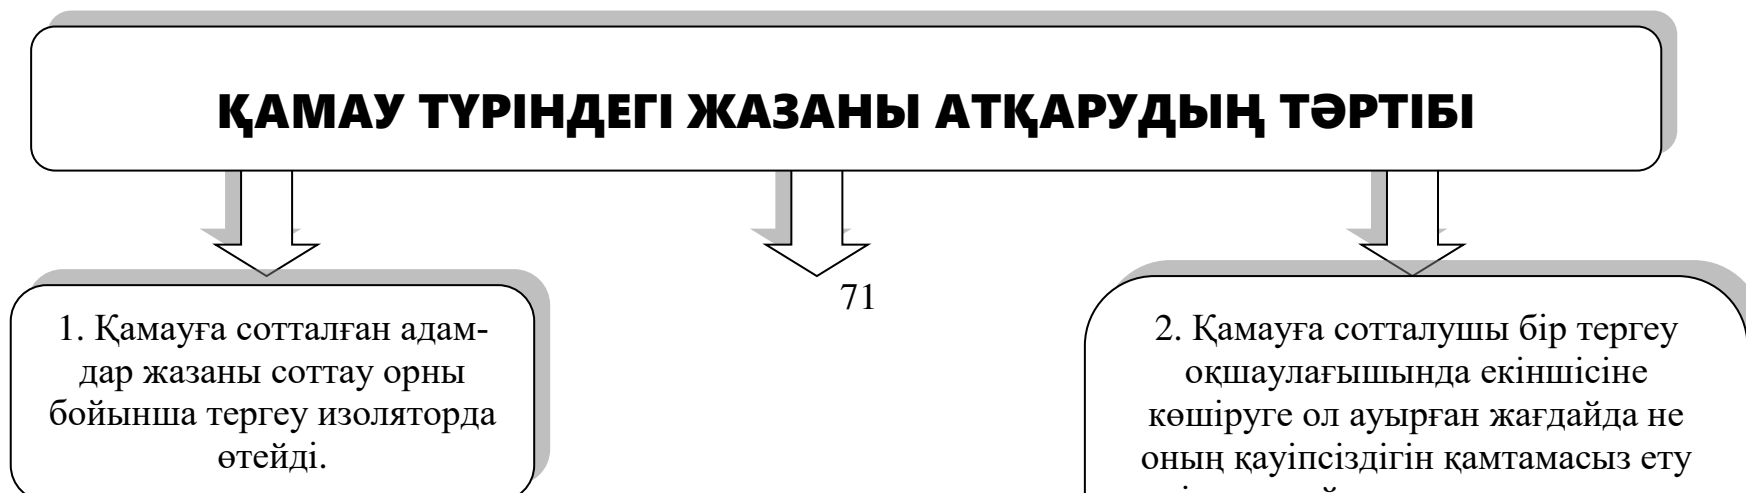 ҚАМАУ ТҮРІНДЕГІ ЖАЗАНЫ АТҚАРУДЫҢ ТӘРТІБІ
71
1. Қамауға сотталған адам-
дар жазаны соттау орны
бойынша тергеу изоляторда
өтейді.
2. Қамауға сотталушы бір тергеу
оқшаулағышында екіншісіне
көшіруге ол ауырған жағдайда не
оның қауіпсіздігін қамтамасыз ету